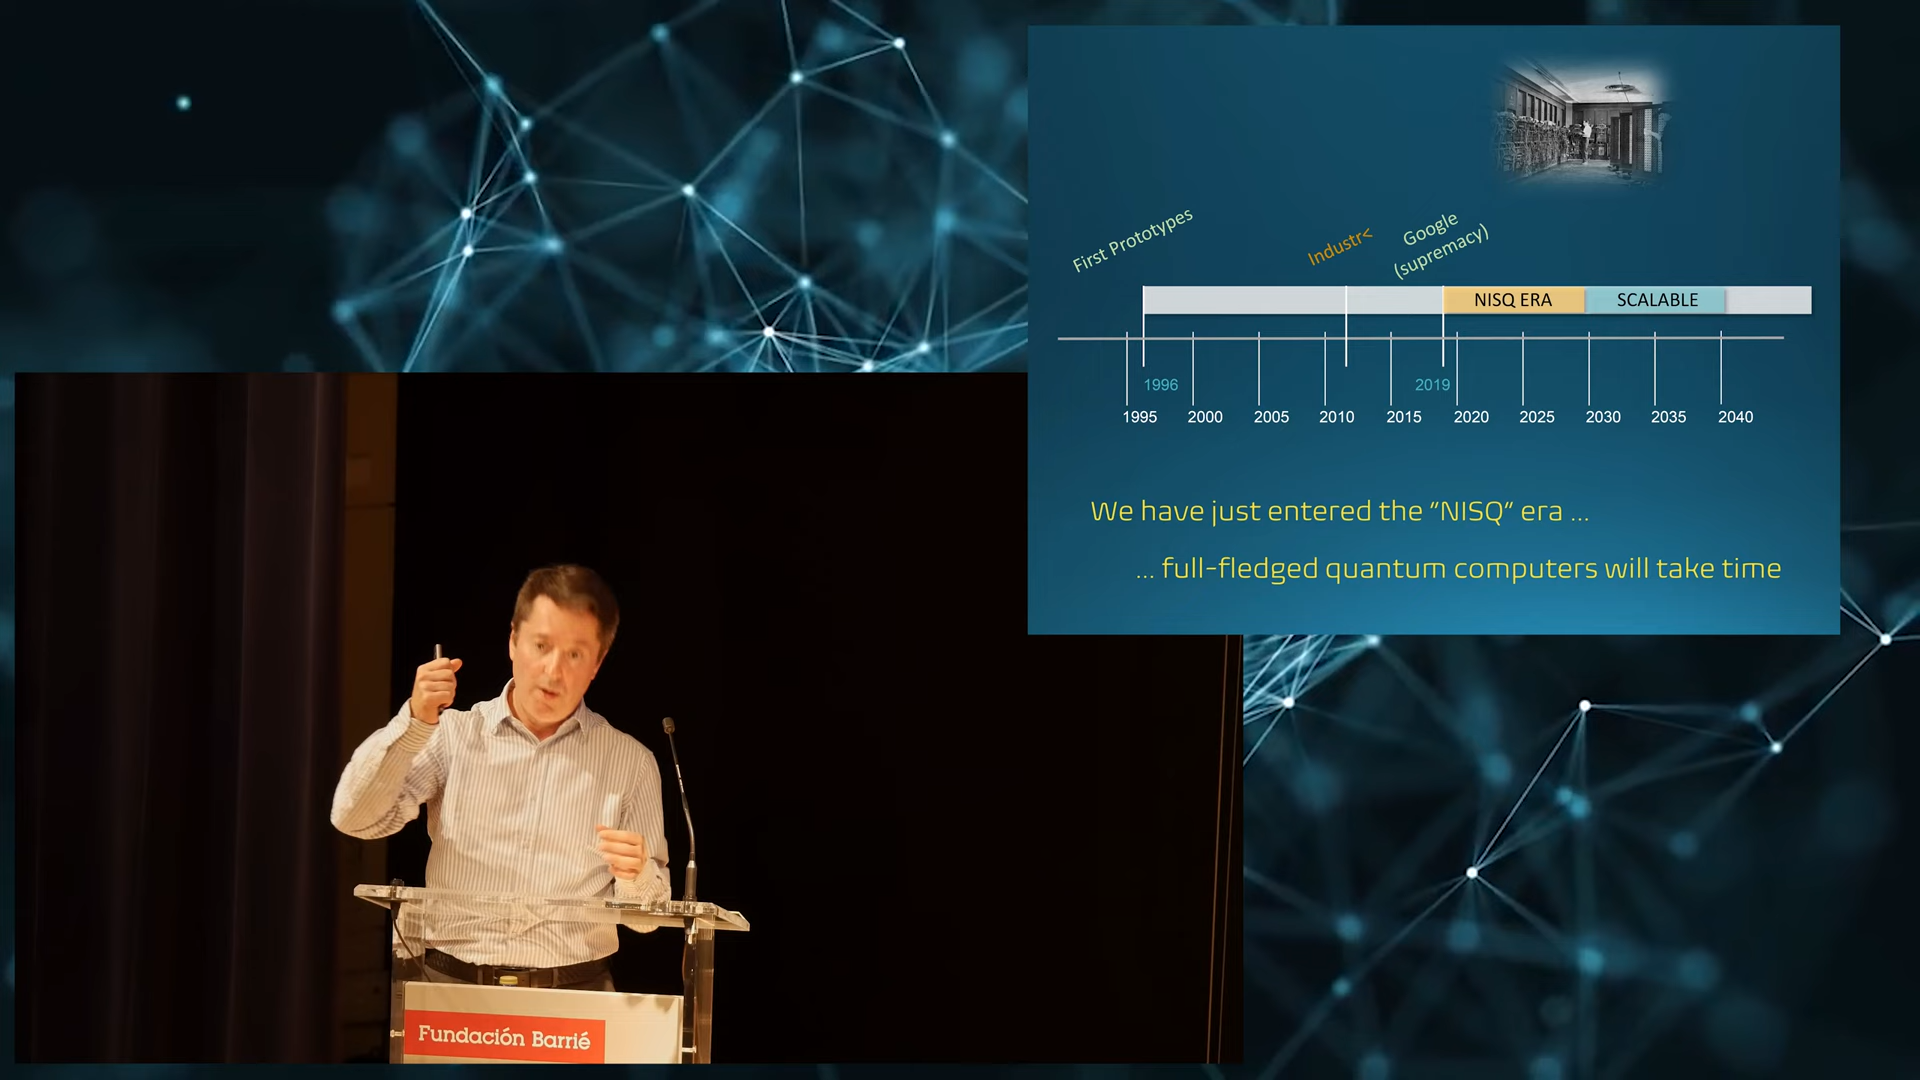 First Prototypes
Industr<
Google
(supremacy)
NISQ ERA
SCALABLE
1996
2019
1995
2000
2005
2010
2015
2020
2025
2030
2035
2040
We have just entered the "NISQ" era ...
... full-fledged quantum computers will take time
Fundación Barrié